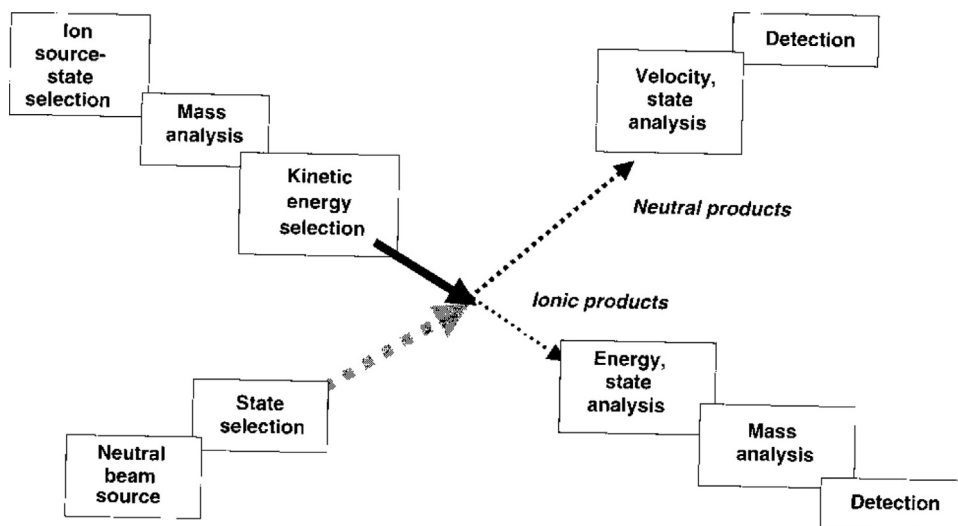 Ion
source-
state
selection
Mass
analysis
Kinetic
energy
selection
Detection
Velocity,
state
analysis
Neutral products
Ionic products
State
selection
Neutral
beam
source
Energy,
state
analysis
Mass
analysis
Detection